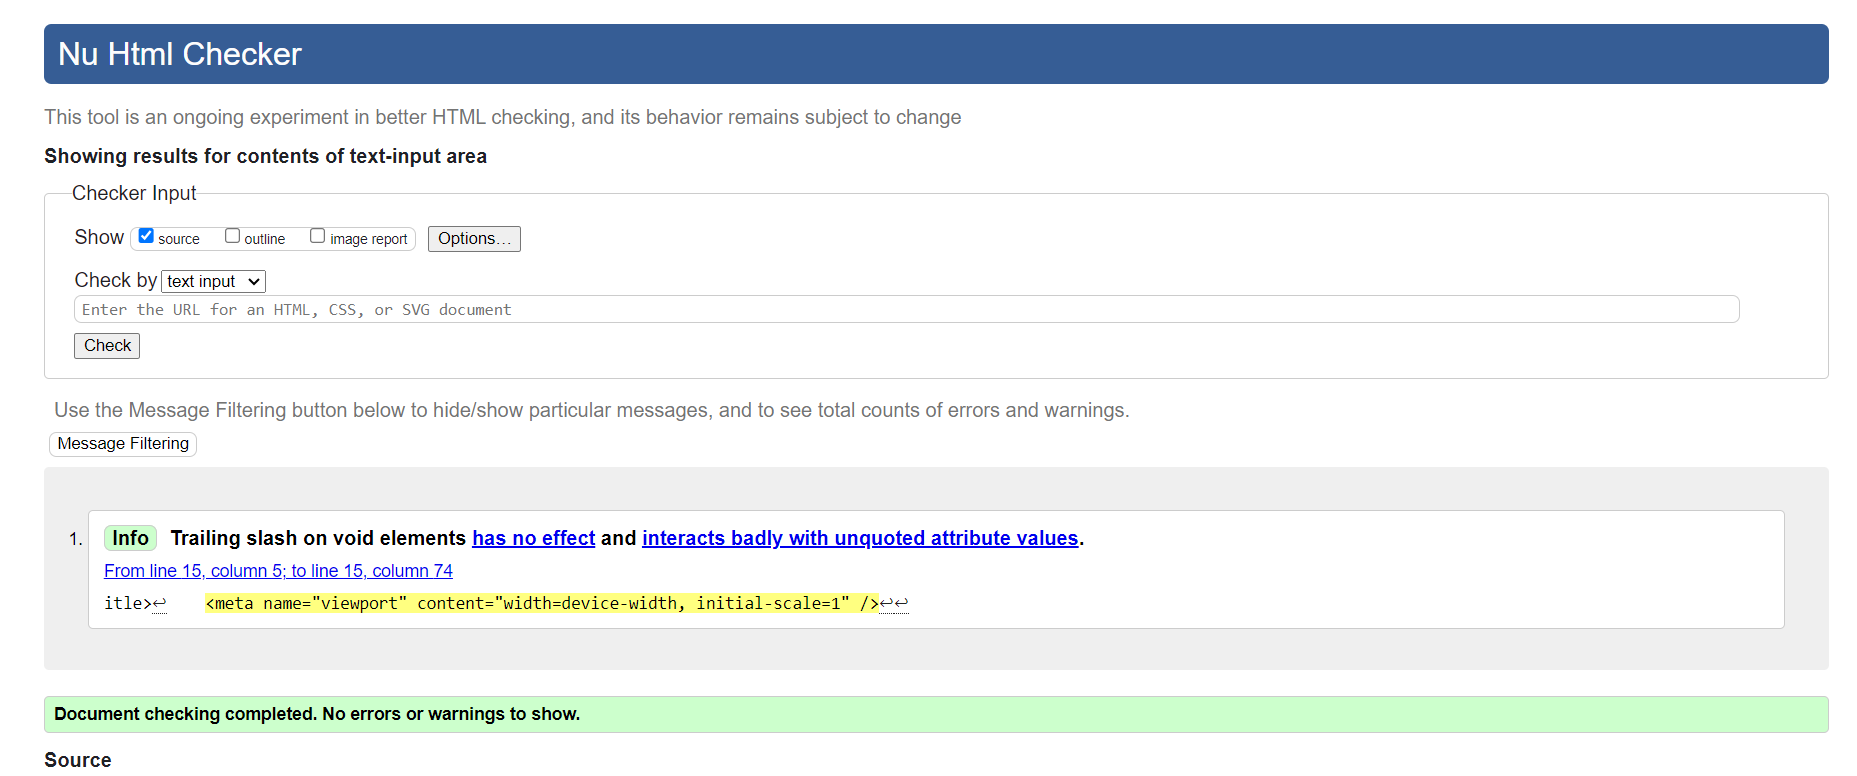 Nu Html Checker
This tool is an ongoing experiment in better HTML checking, and its behavior remains subject to change
Showing results for contents of text-input area
Checker Input
Show source outline image report Options...
Check by text input
Enter the URL for an HTML, CSS, or SVG document
Check
Use the Message Filtering button below to hide/show particular messages, and to see total counts of errors and warnings.
Message Filtering
1. Info Trailing slash on void elements has no effect and interacts badly with unquoted attribute values.
From line 15, column 5; to line 15, column 74
itle>↩ <meta name="viewport" content="width=device-width, initial-scale=1" />↩↩
Document checking completed. No errors or warnings to show.
Source